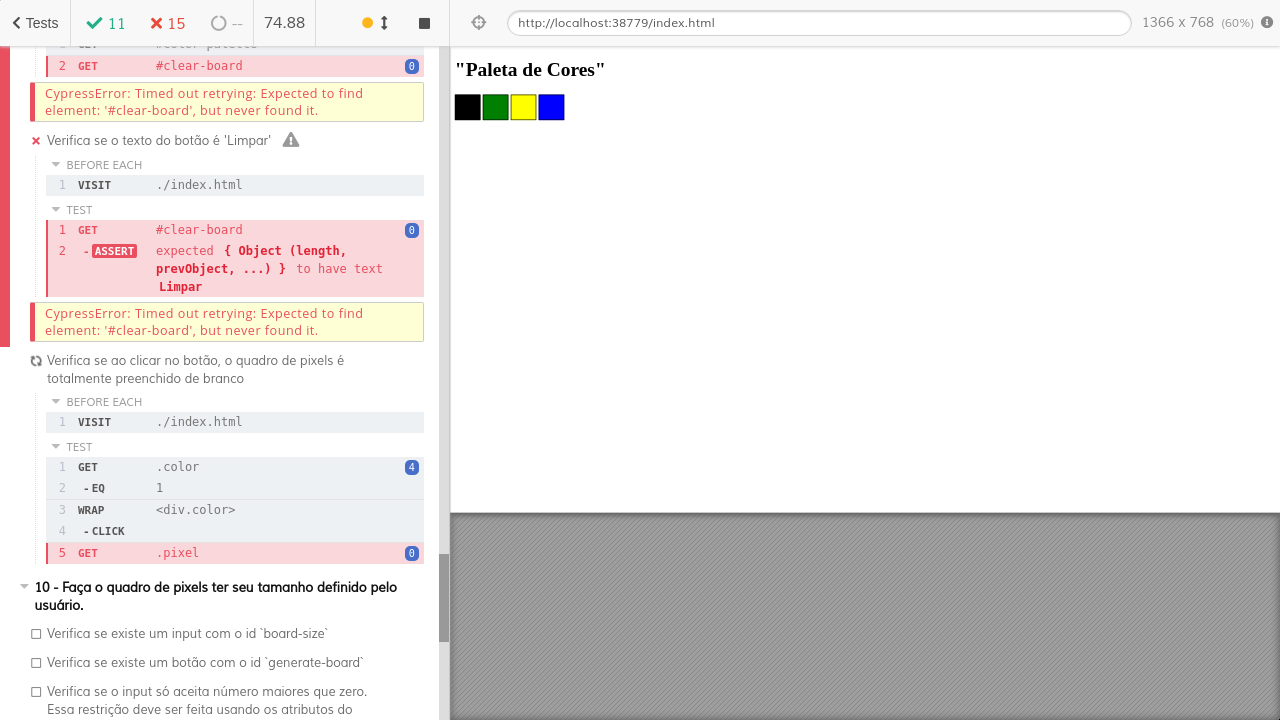 Tests 11 15 -- 74.88 http://localhost:38779/index.html 1366 x 768 (60%)
1 GET #color-palette
2 GET #clear-board 0
CypressError: Timed out retrying: Expected to find
element: '#clear-board', but never found it.
Verifica se o texto do botão é 'Limpar'
BEFORE EACH
1 VISIT ./index.html
TEST
1 GET #clear-board 0
2 -ASSERT expected { Object (length,
prevObject, ...) } to have text
Limpar
CypressError: Timed out retrying: Expected to find
element: '#clear-board', but never found it.
Verifica se ao clicar no botão, o quadro de pixels é
totalmente preenchido de branco
BEFORE EACH
1 VISIT ./index.html
TEST
1 GET .color 4
2 -EQ 1
3 WRAP <div.color>
4 -CLICK
5 GET .pixel 0
10 - Faça o quadro de pixels ter seu tamanho definido pelo
usuário.
Verifica se existe um input com o id `board-size`
Verifica se existe um botão com o id `generate-board`
Verifica se o input só aceita número maiores que zero.
Essa restrição deve ser feita usando os atributos do
"Paleta de Cores"